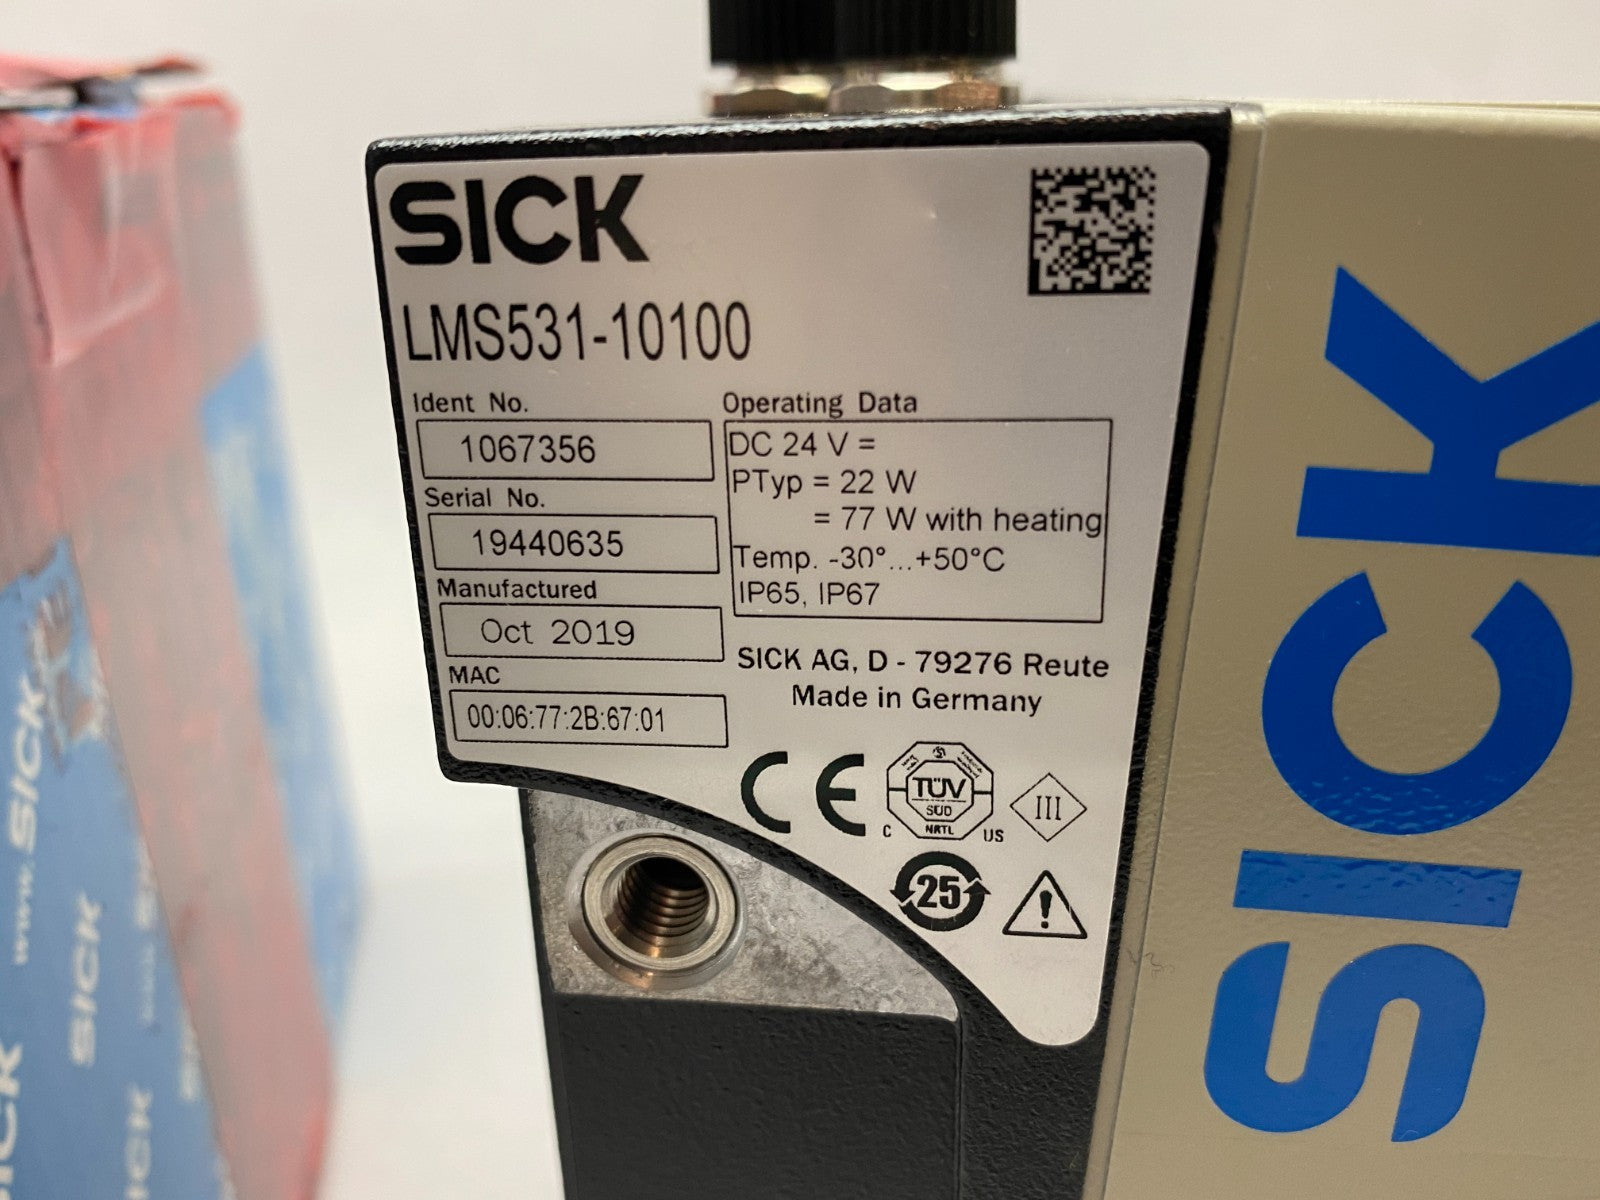 SICK
LMS531-10100
Ident No.
1067356
Serial No.
19440635
Manufactured
Oct 2019
MAC
00:06:77:2B:67:01
Operating Data
DC 24 V =
PTyp = 22 W
= 77 W with heating
Temp. -30°...+50°C
IP65, IP67
SICK AG, D - 79276 Reute
Made in Germany
CE
TÜV
SÜD
NRTL
C US
III
25
!
SICK
www.SICK
SICK
SICK
SICK